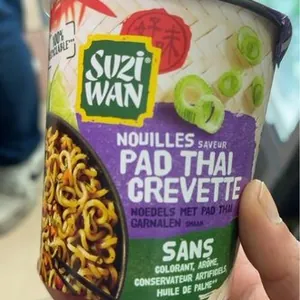 100%
SUZI
WAN®
NOUILLES SAVEUR
PAD THAI
CREVETTE
NOEDELS MET PAD THAI
GARNALEN SMAAK
SANS
COLORANT, ARÔME,
CONSERVATEUR ARTIFICIELS,
HUILE DE PALME**